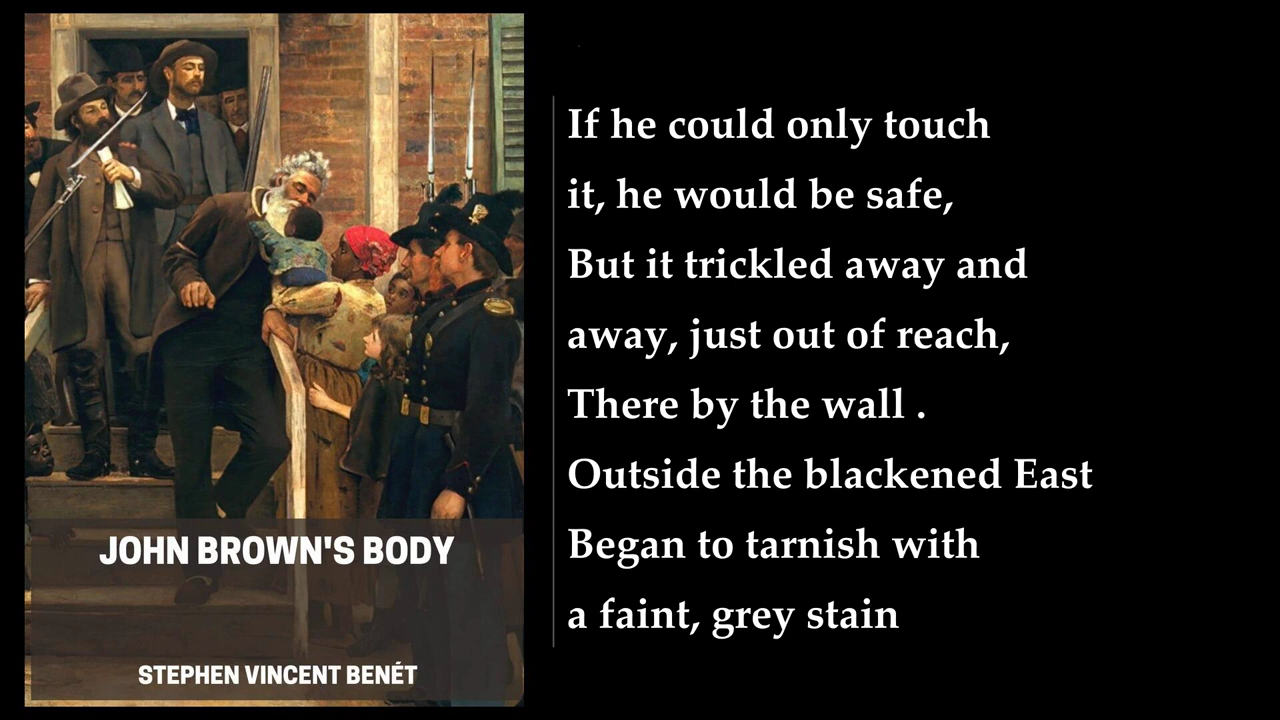 JOHN BROWN'S BODY
STEPHEN VINCENT BENÉT
If he could only touch
it, he would be safe,
But it trickled away and
away, just out of reach,
There by the wall .
Outside the blackened East
Began to tarnish with
a faint, grey stain